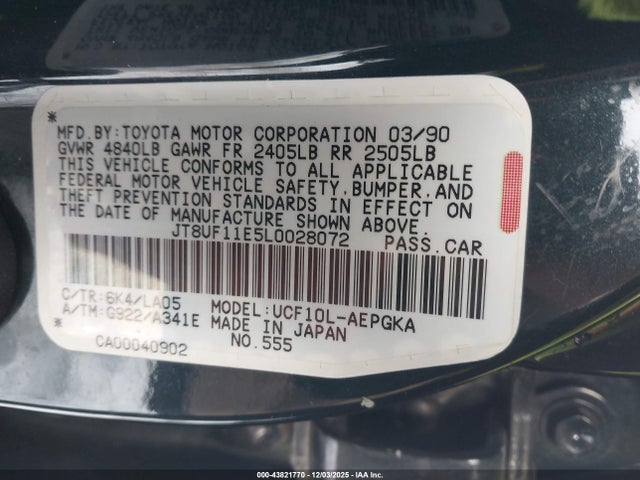 MFD.BY:TOYOTA MOTOR CORPORATION 03/90
GVWR 4840LB GAWR FR 2405LB RR 2505LB
THIS VEHICLE CONFORMS TO ALL APPLICABLE
FEDERAL MOTOR VEHICLE SAFETY,BUMPER,AND
THEFT PREVENTION STANDARDS IN EFFECT ON
THE DATE OF MANUFACTURE SHOWN ABOVE.
JT8UF11E5L0028072 PASS.CAR
C/TR:6K4/LA05 MODEL:UCF10L-AEPGKA
A/TM:G922/A341E MADE IN JAPAN
CA00040902 NO.555
000-43821770 - 12/03/2025 - IAA, Inc.